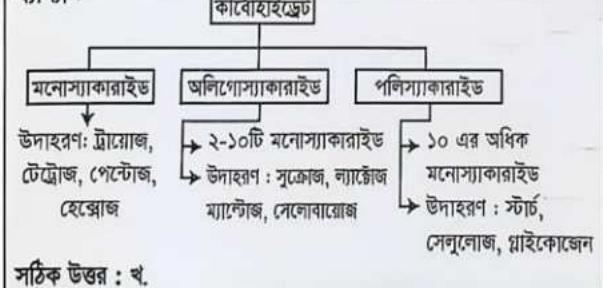 কার্বোহাইড্রেট
মনোস্যাকারাইড
অলিগোস্যাকারাইড
পলিস্যাকারাইড
উদাহরণ: ট্রায়োজ,
টেট্রোজ, পেন্টোজ,
হেক্সোজ
২-১০টি মনোস্যাকারাইড
উদাহরণ : সুক্রোজ, ল্যাক্টোজ
ম্যাল্টোজ, সেলোবায়োজ
১০ এর অধিক
মনোস্যাকারাইড
উদাহরণ : স্টার্চ,
সেলুলোজ, গ্লাইকোজেন
সঠিক উত্তর : খ.